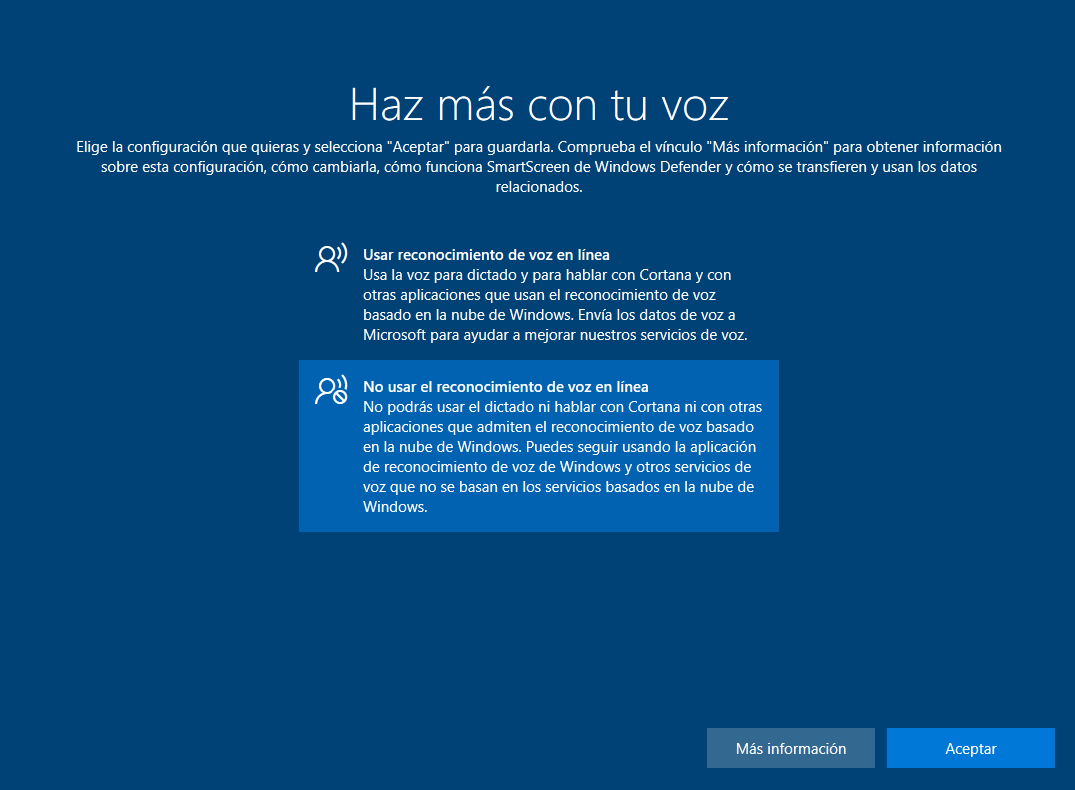 Haz más con tu voz
Elige la configuración que quieras y selecciona "Aceptar" para guardarla. Comprueba el vínculo "Más información" para obtener información
sobre esta configuración, cómo cambiarla, cómo funciona SmartScreen de Windows Defender y cómo se transfieren y usan los datos
relacionados.
Usar reconocimiento de voz en línea
Usa la voz para dictado y para hablar con Cortana y con
otras aplicaciones que usan el reconocimiento de voz
basado en la nube de Windows. Envía los datos de voz a
Microsoft para ayudar a mejorar nuestros servicios de voz.
No usar el reconocimiento de voz en línea
No podrás usar el dictado ni hablar con Cortana ni con otras
aplicaciones que admiten el reconocimiento de voz basado
en la nube de Windows. Puedes seguir usando la aplicación
de reconocimiento de voz de Windows y otros servicios de
voz que no se basan en los servicios basados en la nube de
Windows.
Más información
Aceptar